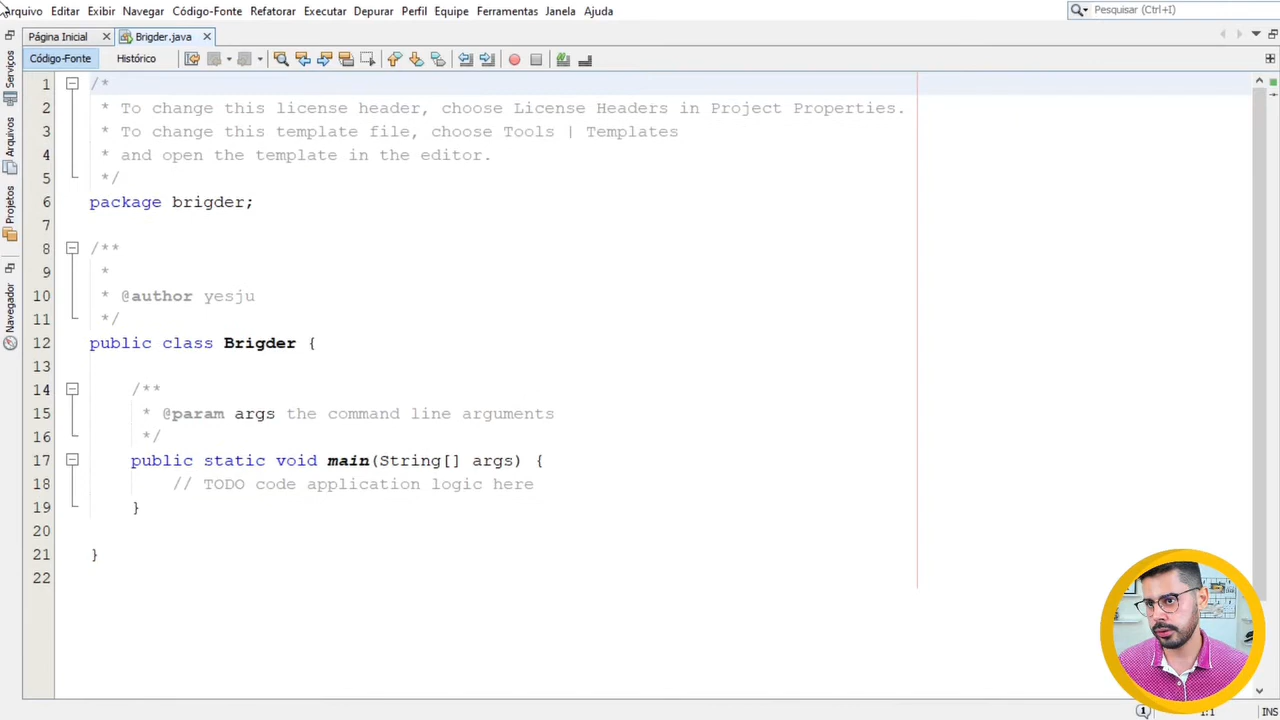 Arquivo Editar Exibir Navegar Código-Fonte Refatorar Executar Depurar Perfil Equipe Ferramentas Janela Ajuda
Pesquisar (Ctrl+I)
Página Inicial
Brigder.java
Código-Fonte
Histórico
Serviços
Arquivos
Projetos
Navegador
1 /*
2 * To change this license header, choose License Headers in Project Properties.
3 * To change this template file, choose Tools | Templates
4 * and open the template in the editor.
5 */
6 package brigder;
7
8 /**
9 *
10 * @author yesju
11 */
12 public class Brigder {
13
14 /**
15 * @param args the command line arguments
16 */
17 public static void main(String[] args) {
18 // TODO code application logic here
19 }
20
21 }
22
1:1
INS